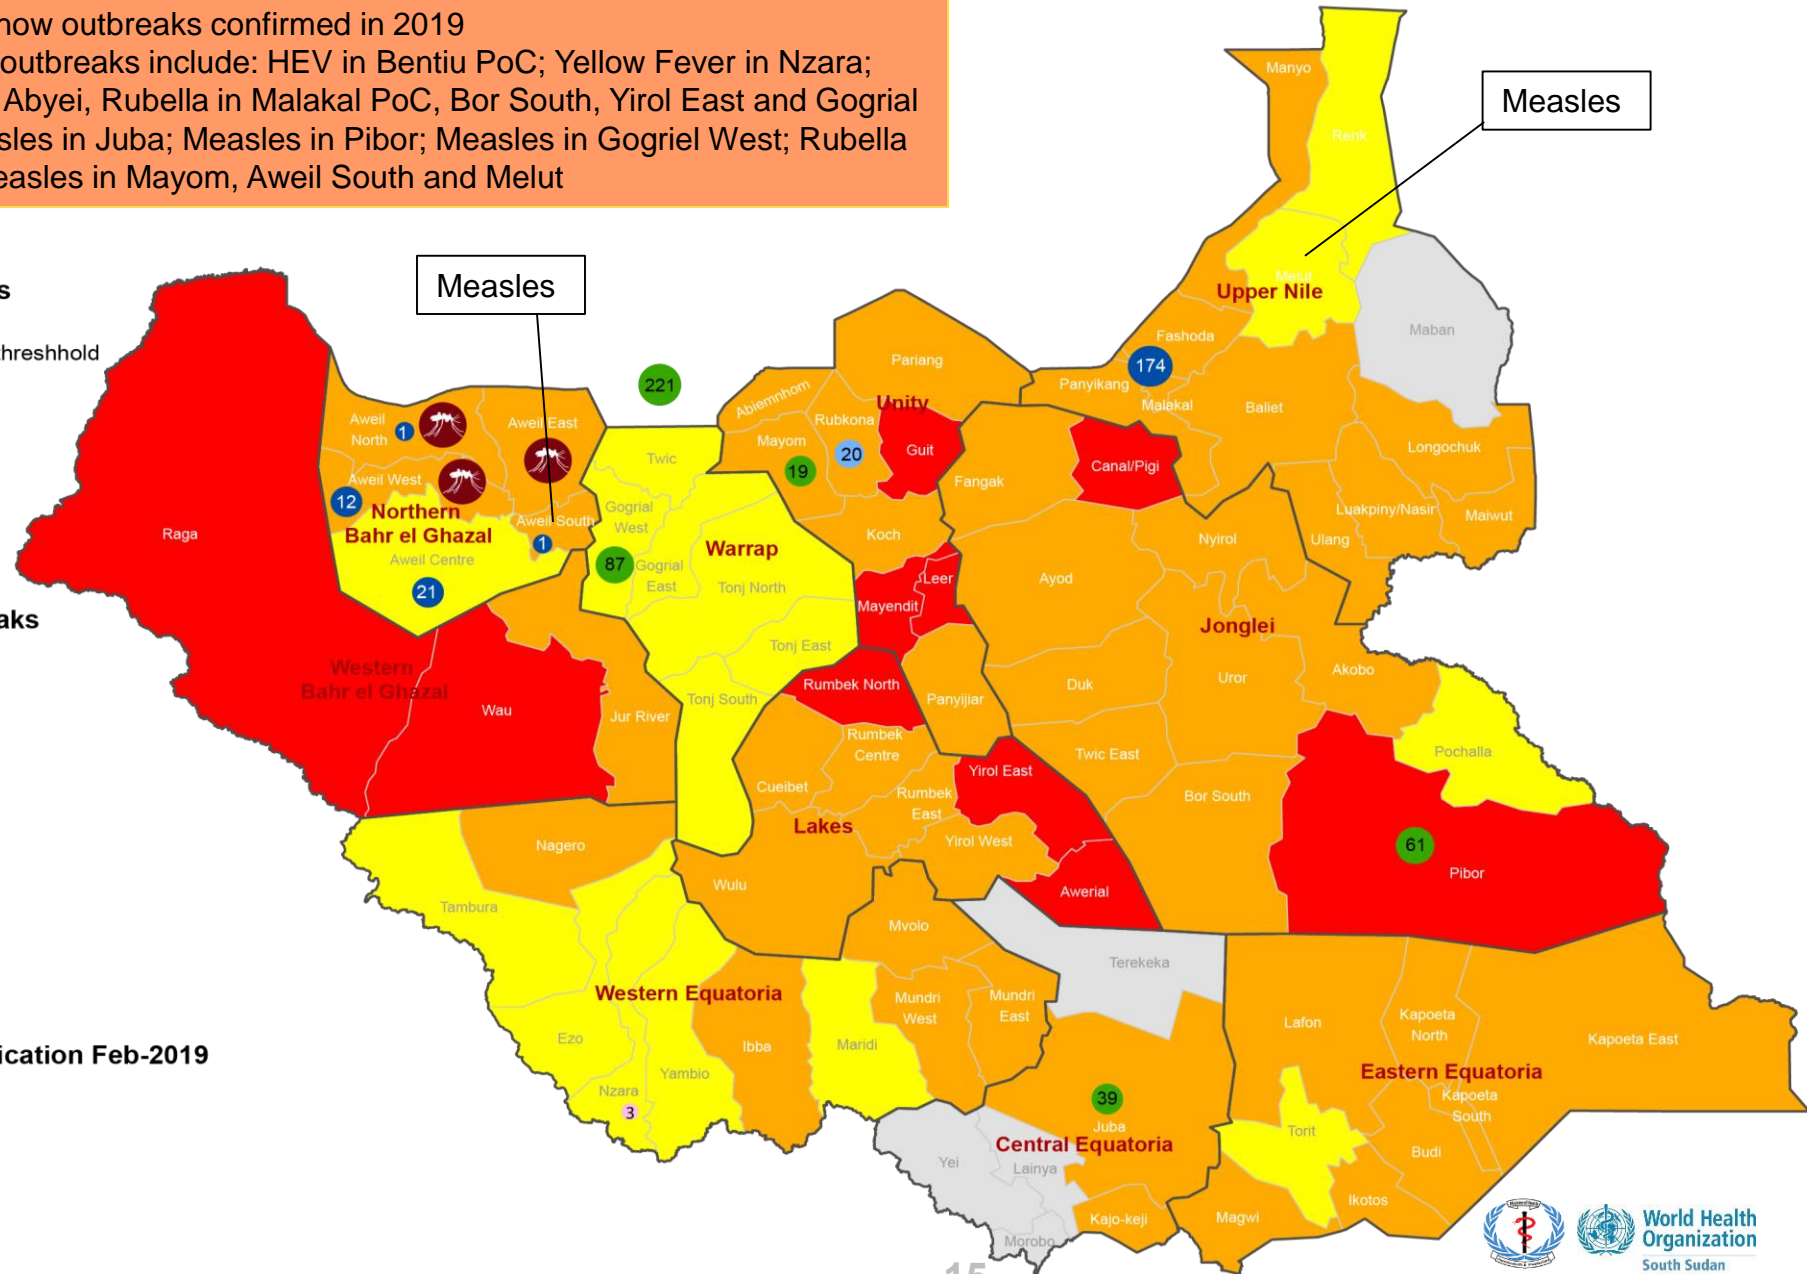 now outbreaks confirmed in 2019
outbreaks include: HEV in Bentiu PoC; Yellow Fever in Nzara;
Abyei, Rubella in Malakal PoC, Bor South, Yirol East and Gogrial
sles in Juba; Measles in Pibor; Measles in Gogriel West; Rubella
easles in Mayom, Aweil South and Melut
Manyo
Measles
Renk
s
Measles
Melut
Upper Nile
threshhold
Maban
Fashoda
174
Pariang
221
Panyikang
Malakal
Baliet
Abiemnhom
Unity
Rubkona
Aweil
North
1
Aweil East
Mayom
Guit
Longochuk
Twic
19
20
Canal/Pigi
Aweil West
Fangak
12
Northern
Bahr el Ghazal
Gogrial
West
Luakpiny/Nasir
Maiwut
Aweil South
Raga
1
Koch
Nyirol
Ulang
Warrap
Aweil Centre
87
Gogrial
East
Tonj North
Leer
Ayod
21
Mayendit
aks
Jonglei
Tonj East
Western
Bahr el Ghazal
Akobo
Uror
Rumbek North
Duk
Tonj South
Panyijiar
Wau
Jur River
Rumbek
Centre
Twic East
Pochalla
Yirol East
Cueibet
Rumbek
East
Bor South
Lakes
Yirol West
61
Nagero
Pibor
Wulu
Awerial
Tambura
Mvolo
Terekeka
Western Equatoria
Mundri
West
Mundri
East
Lafon
Kapoeta
North
Ezo
Ibba
Maridi
Kapoeta East
ication Feb-2019
Yambio
Eastern Equatoria
Nzara
3
39
Juba
Kapoeta
South
Torit
Central Equatoria
Budi
Yei
Lainya
Ikotos
Kajo-keji
Magwi
Morobo
World Health
Organization
South Sudan
15